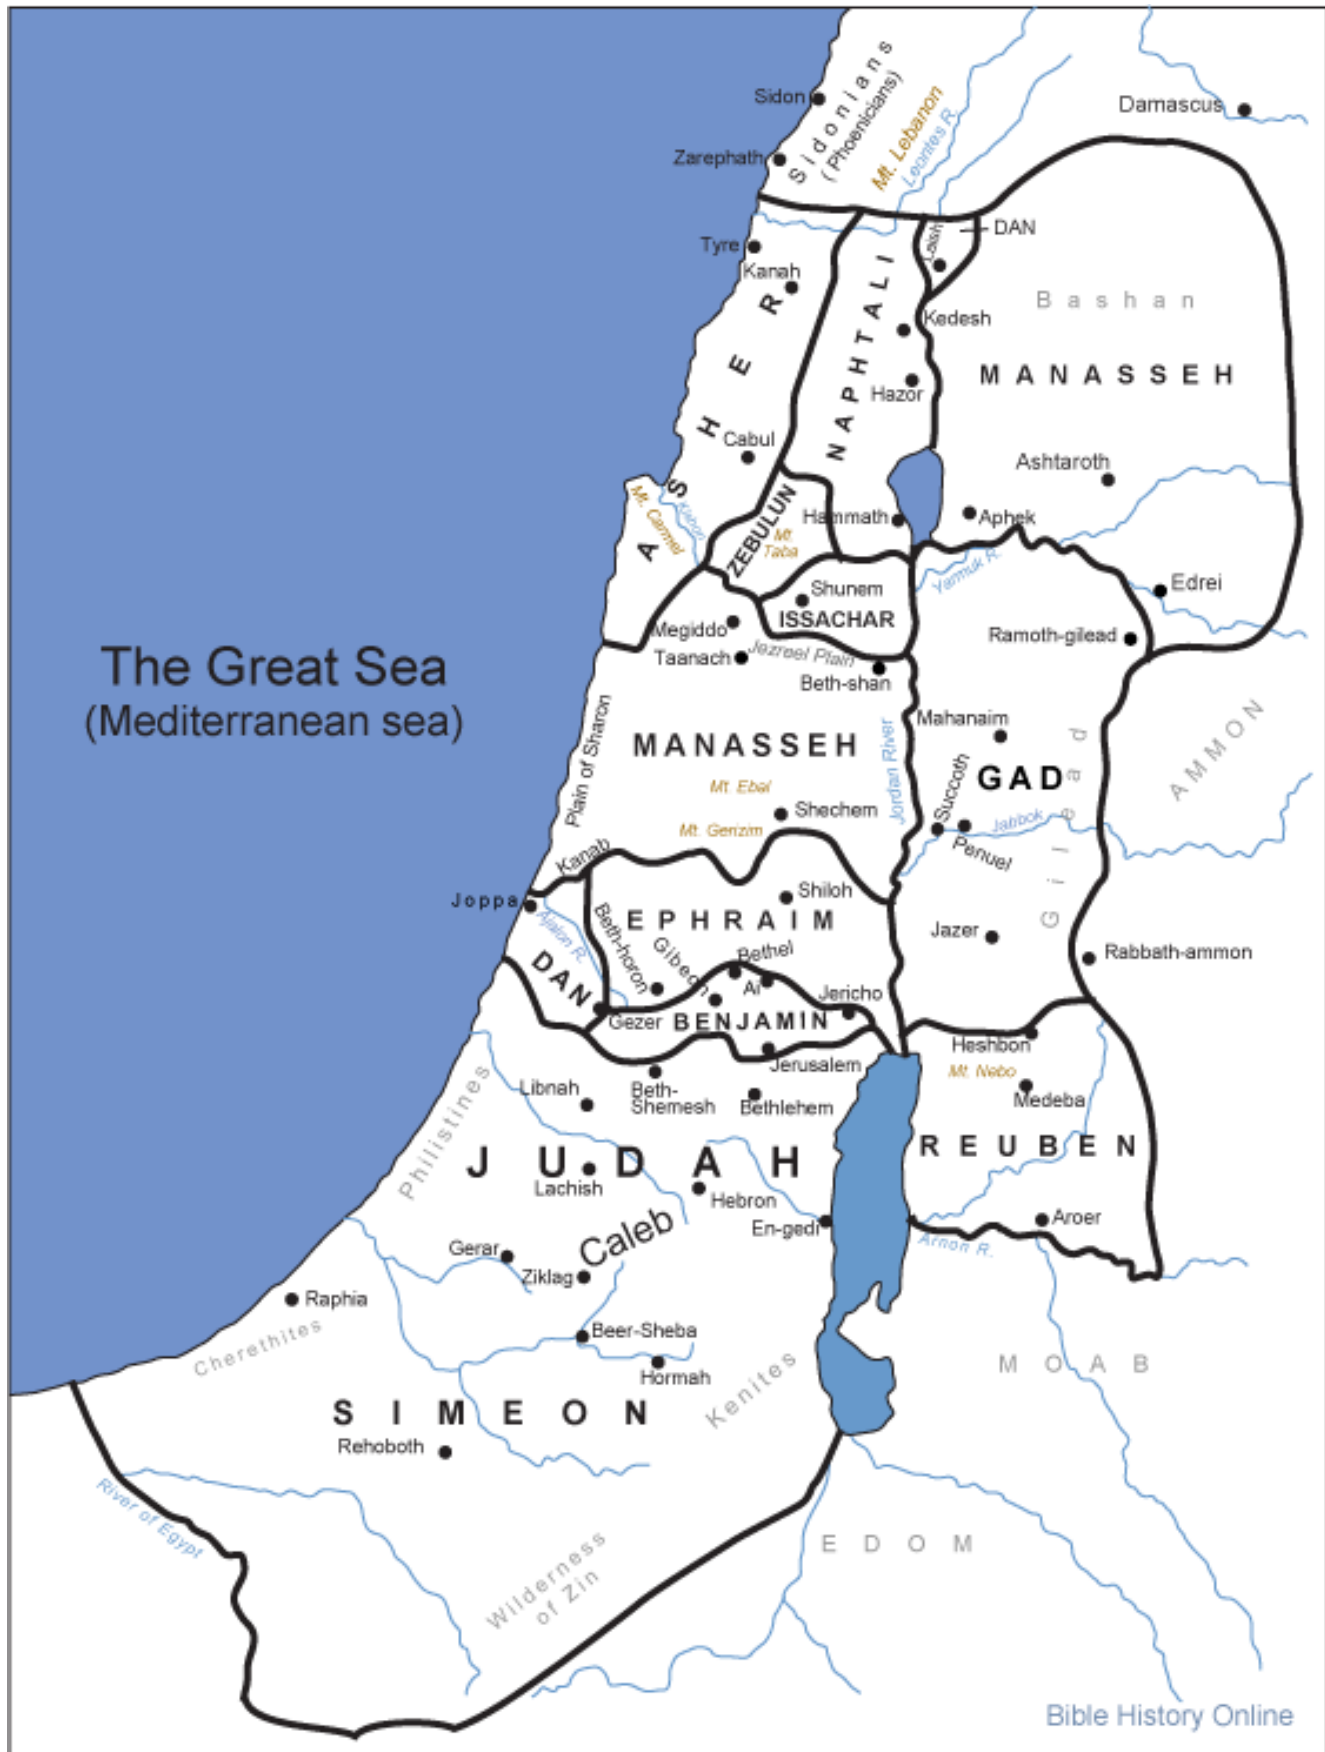 Sidon
Sidonians
(Phoenicians)
Mt. Lebanon
Leontes R.
Damascus
Zarephath
Tyre
Kanah
Laish
DAN
Bashan
ASHER
NAPHTALI
Kedesh
MANASSEH
Hazor
Cabul
Ashtaroth
Mt. Carmel
Kishon
ZEBULUN
Mt.
Taba
Hammath
Aphek
Yarmuk R.
Edrei
Shunem
ISSACHAR
Megiddo
Taanach
Jezreel Plain
Beth-shan
Ramoth-gilead
The Great Sea
(Mediterranean sea)
Plain of Sharon
MANASSEH
Jordan River
Mahanaim
GAD
Gilead
AMMON
Mt. Ebal
Shechem
Mt. Gerizim
Succoth
Penuel
Jabbok
Kanab
Joppa
Ajalon R.
Shiloh
EPHRAIM
Beth-horon
Gibeon
Bethel
Ai
Jazer
Rabbath-ammon
DAN
Gezer
BENJAMIN
Jericho
Jerusalem
Heshbon
Mt. Nebo
Medeba
Philistines
Libnah
Beth-
Shemesh
Bethlehem
REUBEN
JUDAH
Lachish
Hebron
En-gedi
Aroer
Arnon R.
Caleb
Gerar
Ziklag
Raphia
Cherethites
Beer-Sheba
Hormah
Kenites
MOAB
SIMEON
Rehoboth
River of Egypt
Wilderness
of Zin
EDOM
Bible History Online